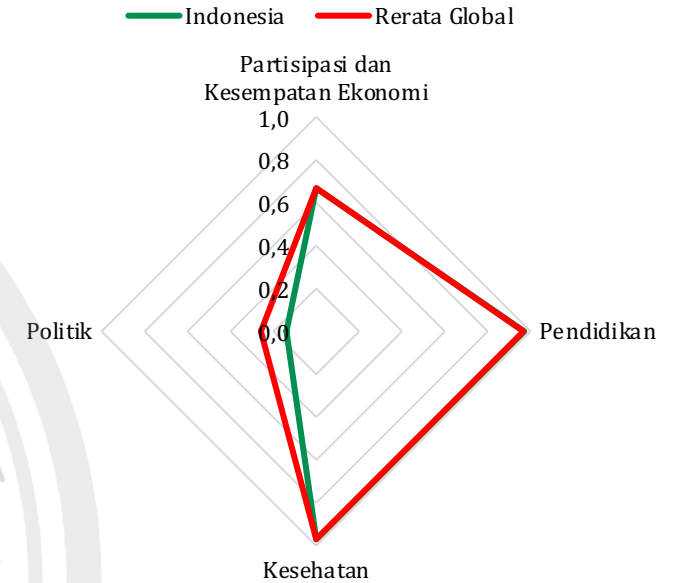 Indonesia Rerata Global
Partisipasi dan
Kesempatan Ekonomi
1,0
0,8
0,6
0,4
0,2
0,0
Politik
Pendidikan
Kesehatan